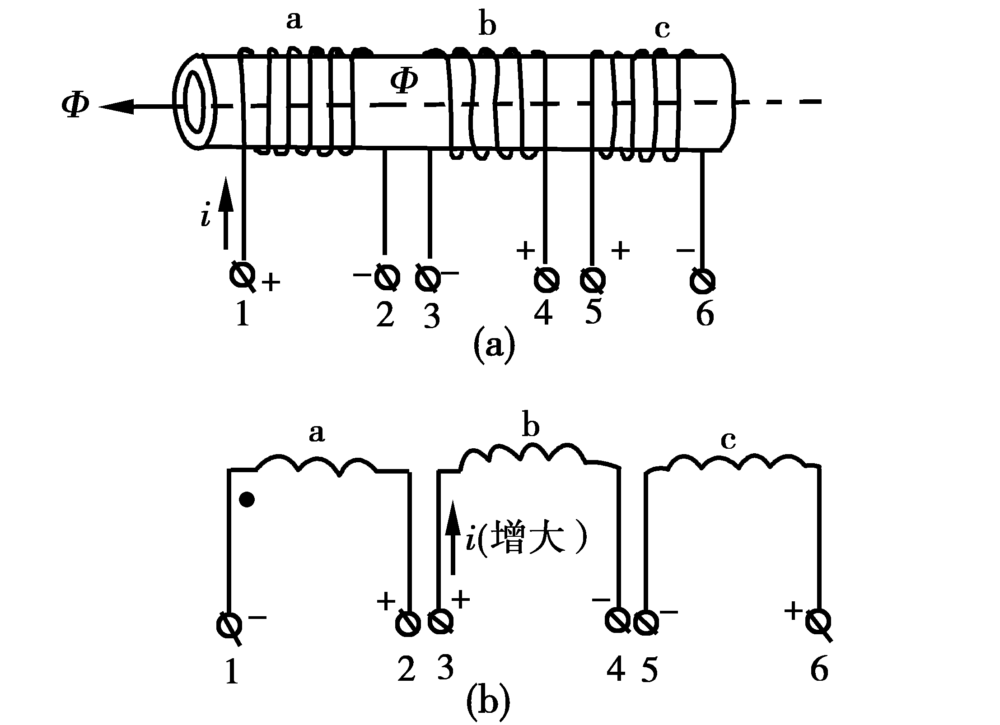 a b c
Φ Φ
i
+ − − + + −
1 2 3 4 5 6
(a)
a b c
i(增大)
− + + − − +
1 2 3 4 5 6
(b)